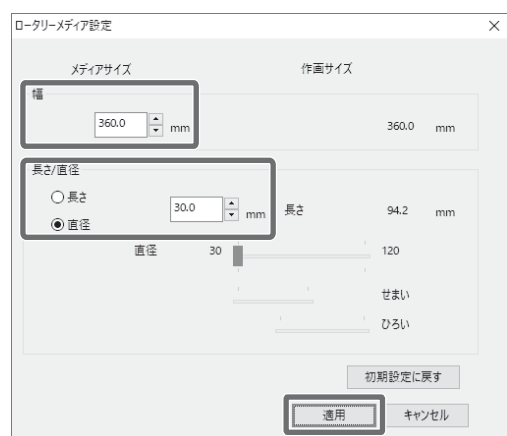 ロータリーメディア設定
メディアサイズ 作画サイズ
幅
360.0 mm 360.0 mm
長さ/直径
長さ
30.0 mm 長さ 94.2 mm
直径
直径 30 120
せまい
ひろい
初期設定に戻す
適用 キャンセル